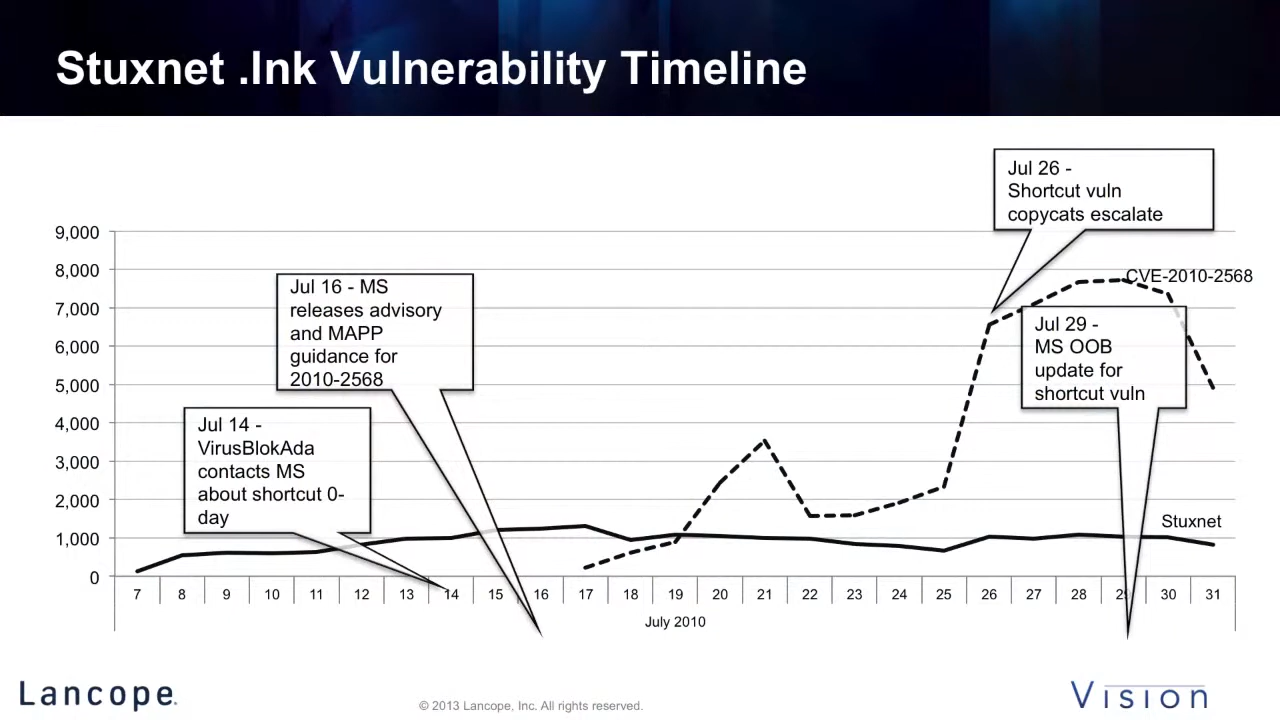 Stuxnet .lnk Vulnerability Timeline
Jul 26 -
Shortcut vuln
copycats escalate
9,000
8,000
7,000
6,000
5,000
4,000
3,000
2,000
1,000
0
Jul 16 - MS
releases advisory
and MAPP
guidance for
2010-2568
CVE-2010-2568
Jul 29 -
MS OOB
update for
shortcut vuln
Jul 14 -
VirusBlokAda
contacts MS
about shortcut 0-
day
Stuxnet
7 8 9 10 11 12 13 14 15 16 17 18 19 20 21 22 23 24 25 26 27 28 29 30 31
July 2010
Lancope.
© 2013 Lancope, Inc. All rights reserved.
Vision